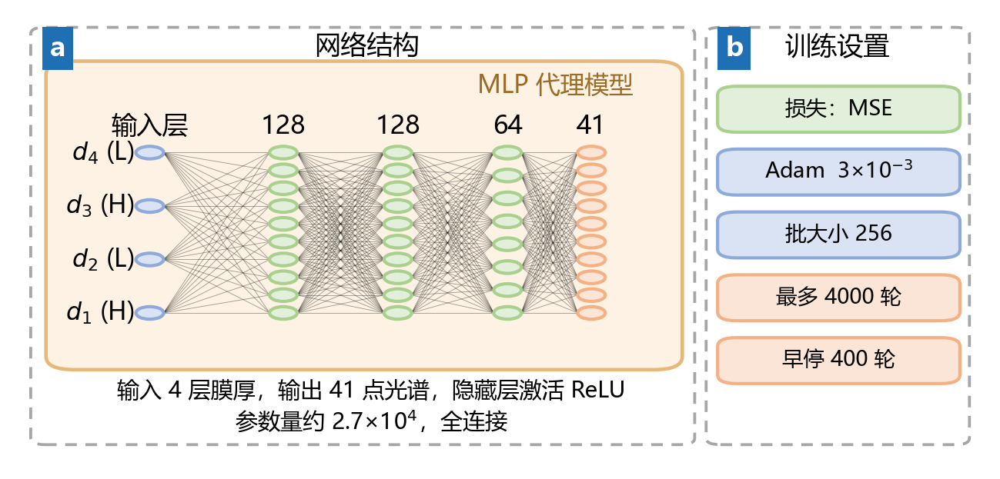 a
网络结构
MLP 代理模型
输入层 128 128 64 41
d₄ (L)
d₃ (H)
d₂ (L)
d₁ (H)
输入 4 层膜厚，输出 41 点光谱，隐藏层激活 ReLU
参数量约 2.7×10⁴，全连接
b
训练设置
损失：MSE
Adam 3×10⁻³
批大小 256
最多 4000 轮
早停 400 轮